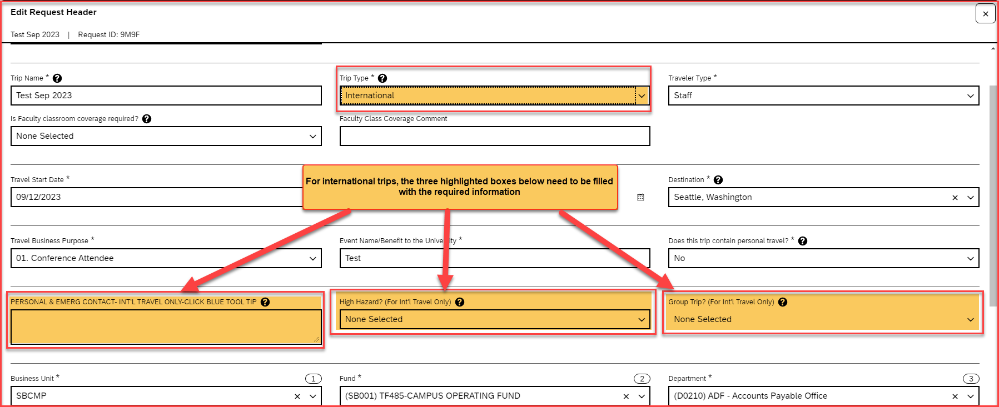 Edit Request Header
Test Sep 2023 | Request ID: 9M9F
Trip Name *
Trip Type *
Traveler Type *
Test Sep 2023
International
Staff
Is Faculty classroom coverage required?
Faculty Class Coverage Comment
None Selected
For international trips, the three highlighted boxes below need to be filled
with the required information
Travel Start Date *
Destination *
09/12/2023
Seattle, Washington
Travel Business Purpose *
Event Name/Benefit to the University *
Does this trip contain personal travel? *
01. Conference Attendee
Test
No
PERSONAL & EMERG CONTACT- INT'L TRAVEL ONLY-CLICK BLUE TOOL TIP
High Hazard? (For Int'l Travel Only)
Group Trip? (For Int'l Travel Only)
None Selected
None Selected
Business Unit * 1
Fund * 2
Department * 3
SBCMP
(SB001) TF485-CAMPUS OPERATING FUND
(D0210) ADF - Accounts Payable Office